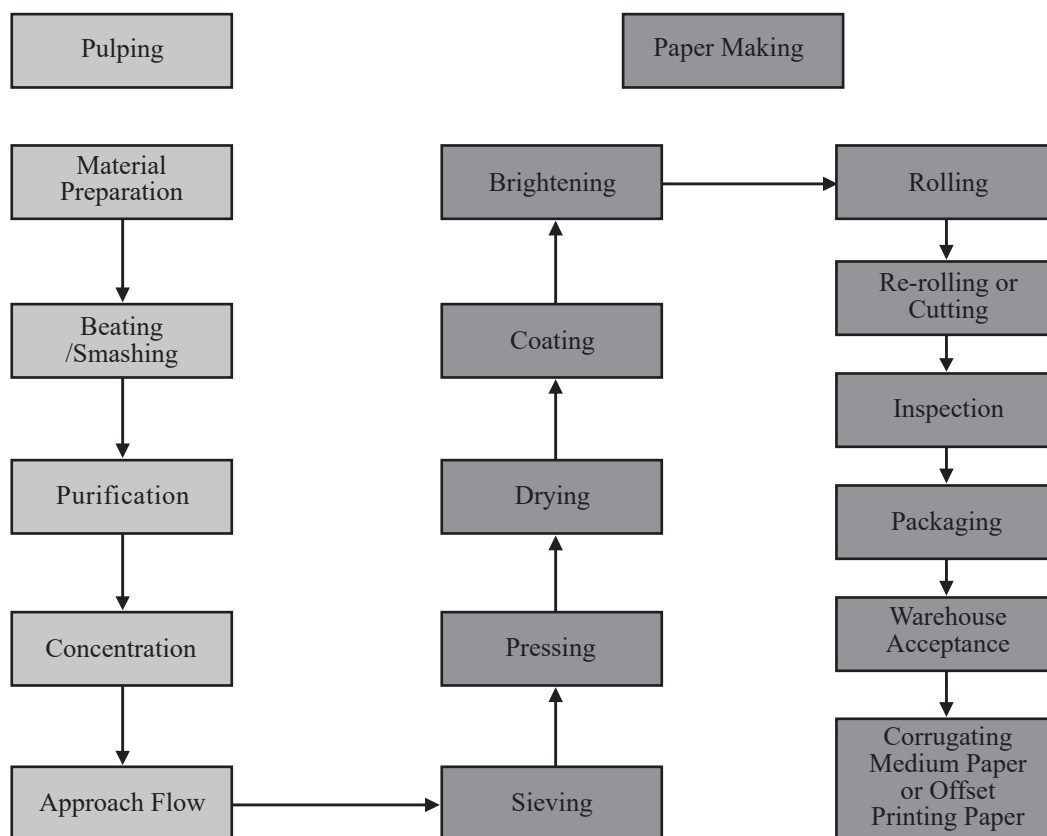 Pulping
Paper Making
Material
Preparation
Beating
/Smashing
Purification
Concentration
Approach Flow
Sieving
Pressing
Drying
Coating
Brightening
Rolling
Re-rolling or
Cutting
Inspection
Packaging
Warehouse
Acceptance
Corrugating
Medium Paper
or Offset
Printing Paper